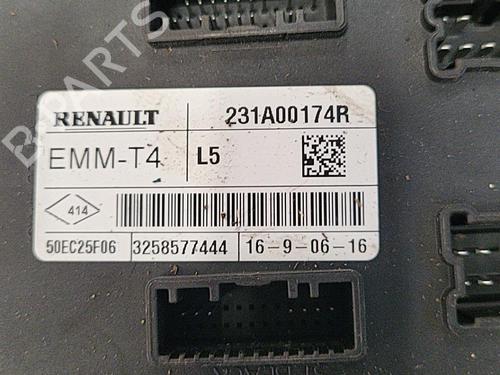 RENAULT 231A00174R
EMM-T4 L5
414
50EC25F06 3258577444 16-9-06-16
B-PARTS